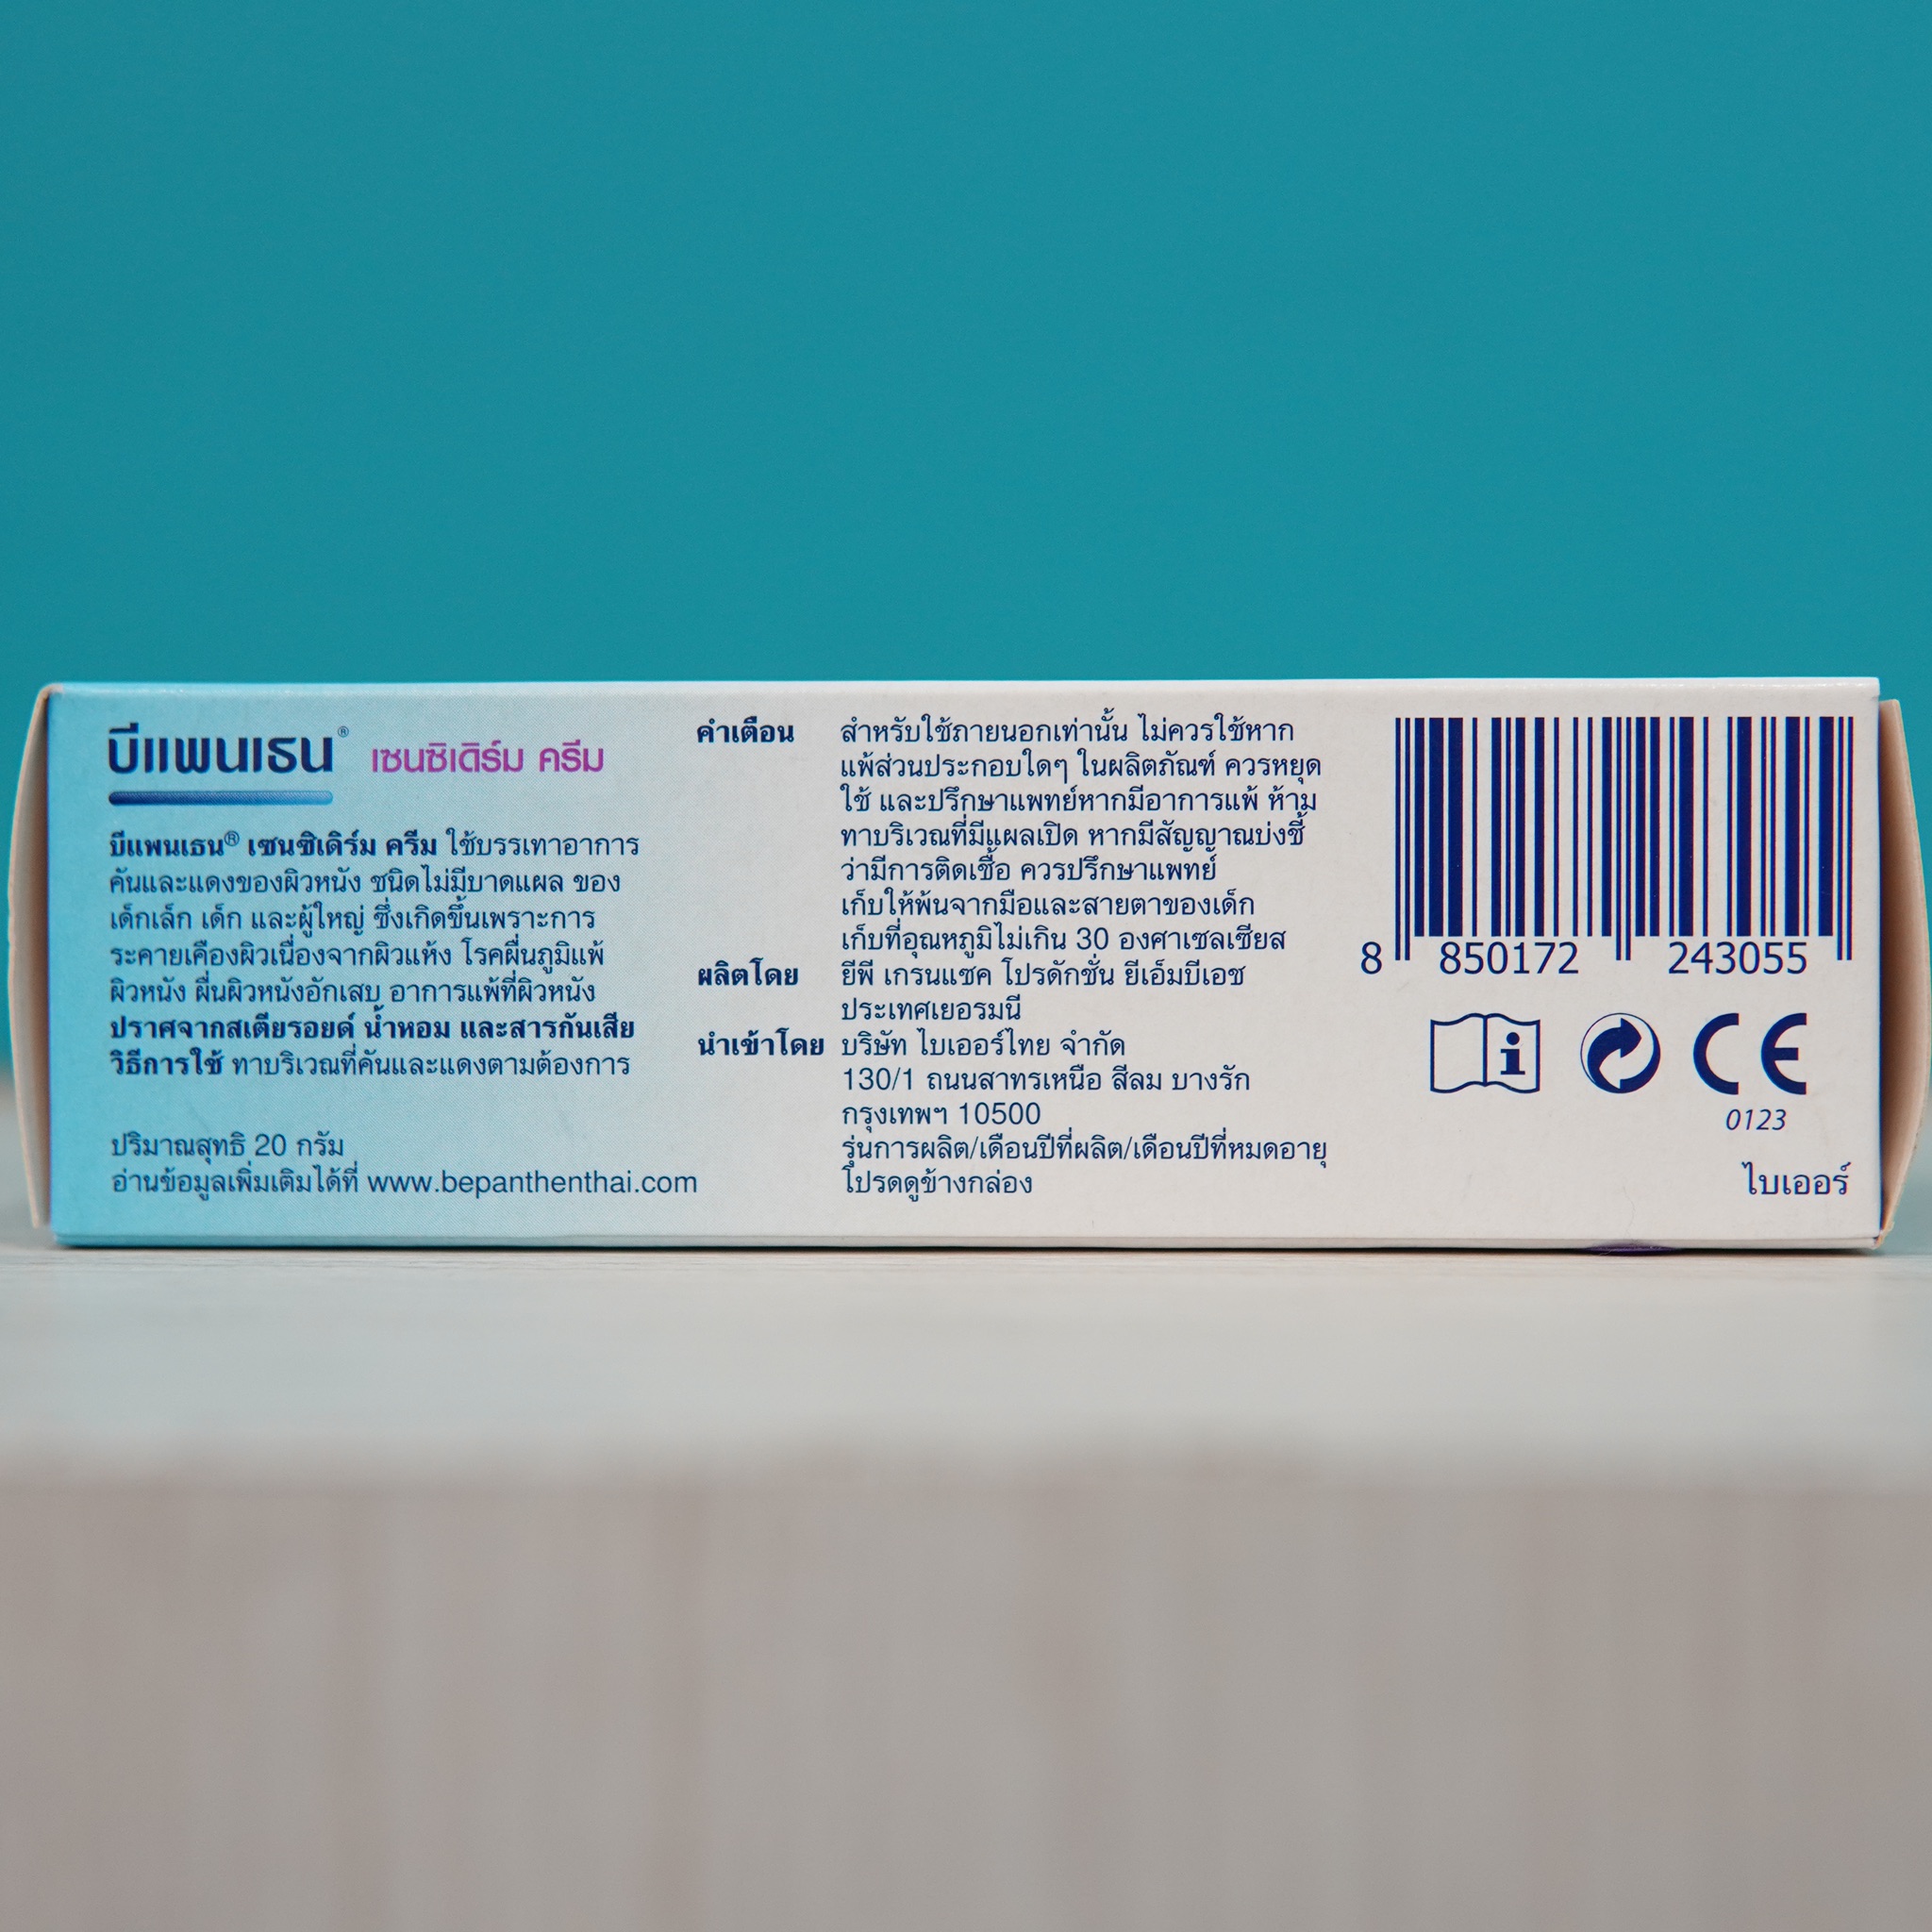 บีแพนเธน® เซนซิเดิร์ม ครีม
บีแพนเธน® เซนซิเดิร์ม ครีม ใช้บรรเทาอาการ
คันและแดงของผิวหนัง ชนิดไม่มีบาดแผล ของ
เด็กเล็ก เด็ก และผู้ใหญ่ ซึ่งเกิดขึ้นเพราะการ
ระคายเคืองผิวเนื่องจากผิวแห้ง โรคผื่นภูมิแพ้
ผิวหนัง ผื่นผิวหนังอักเสบ อาการแพ้ที่ผิวหนัง
ปราศจากสเตียรอยด์ น้ำหอม และสารกันเสีย
วิธีการใช้ ทาบริเวณที่คันและแดงตามต้องการ
ปริมาณสุทธิ 20 กรัม
อ่านข้อมูลเพิ่มเติมได้ที่ www.bepanthenthai.com
คำเตือน สำหรับใช้ภายนอกเท่านั้น ไม่ควรใช้หาก
แพ้ส่วนประกอบใดๆ ในผลิตภัณฑ์ ควรหยุด
ใช้ และปรึกษาแพทย์หากมีอาการแพ้ ห้าม
ทาบริเวณที่มีแผลเปิด หากมีสัญญาณบ่งชี้
ว่ามีการติดเชื้อ ควรปรึกษาแพทย์
เก็บให้พ้นจากมือและสายตาของเด็ก
เก็บที่อุณหภูมิไม่เกิน 30 องศาเซลเซียส
ผลิตโดย ยีพี เกรนแซค โปรดักชั่น ยีเอ็มบีเอช
ประเทศเยอรมนี
นำเข้าโดย บริษัท ไบเออร์ไทย จำกัด
130/1 ถนนสาทรเหนือ สีลม บางรัก
กรุงเทพฯ 10500
รุ่นการผลิต/เดือนปีที่ผลิต/เดือนปีที่หมดอายุ
โปรดดูข้างกล่อง
8 850172 243055
i CE
0123
ไบเออร์